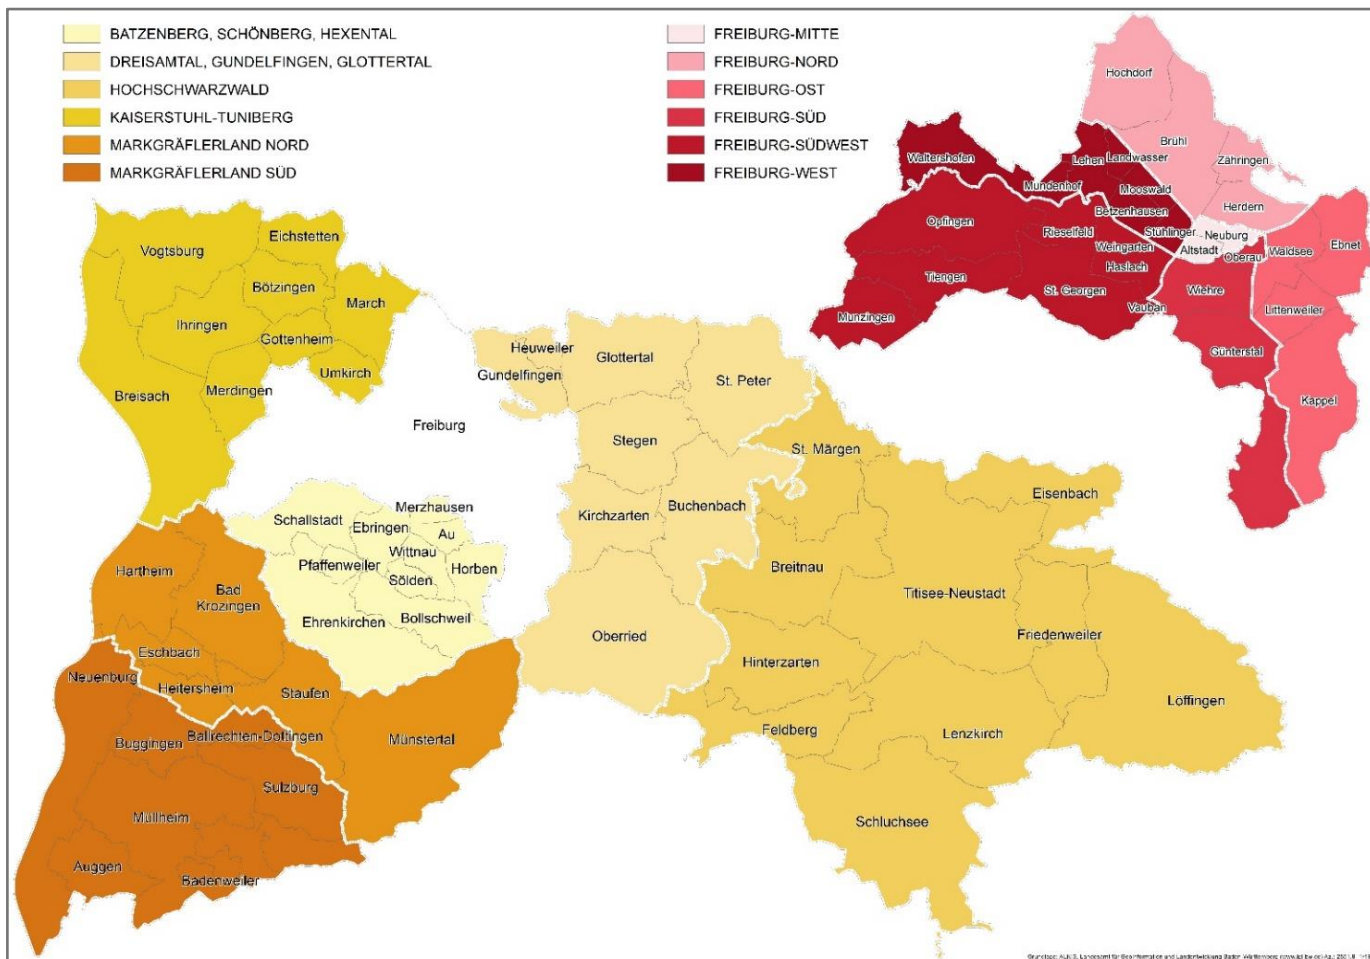 BATZENBERG, SCHÖNBERG, HEXENTAL
DREISAMTAL, GUNDELFINGEN, GLOTTERTAL
HOCHSCHWARZWALD
KAISERSTUHL-TUNIBERG
MARKGRÄFLERLAND NORD
MARKGRÄFLERLAND SÜD
FREIBURG-MITTE
FREIBURG-NORD
FREIBURG-OST
FREIBURG-SÜD
FREIBURG-SÜDWEST
FREIBURG-WEST
Hochdorf
Brühl
Zähringen
Waltershofen
Lehen
Landwasser
Mundenhof
Mooswald
Herdern
Betzenhausen
Opfingen
Rieselfeld
Stühlinger
Neuburg
Weingarten
Altstadt
Oberau
Waldsee
Ebnet
Haslach
Tiengen
St. Georgen
Wiehre
Munzingen
Vauban
Littenweiler
Günterstal
Kappel
Vogtsburg
Eichstetten
Bötzingen
March
Ihringen
Gottenheim
Umkirch
Merdingen
Breisach
Heuweiler
Gundelfingen
Glottertal
St. Peter
Freiburg
Stegen
St. Märgen
Buchenbach
Kirchzarten
Eisenbach
Merzhausen
Schallstadt
Ebringen
Au
Wittnau
Pfaffenweiler
Horben
Sölden
Ehrenkirchen
Bollschweil
Hartheim
Bad
Krozingen
Eschbach
Heitersheim
Staufen
Münstertal
Oberried
Breitnau
Titisee-Neustadt
Friedenweiler
Hinterzarten
Löffingen
Feldberg
Lenzkirch
Schluchsee
Neuenburg
Buggingen
Ballrechten-Dottingen
Sulzburg
Müllheim
Auggen
Badenweiler